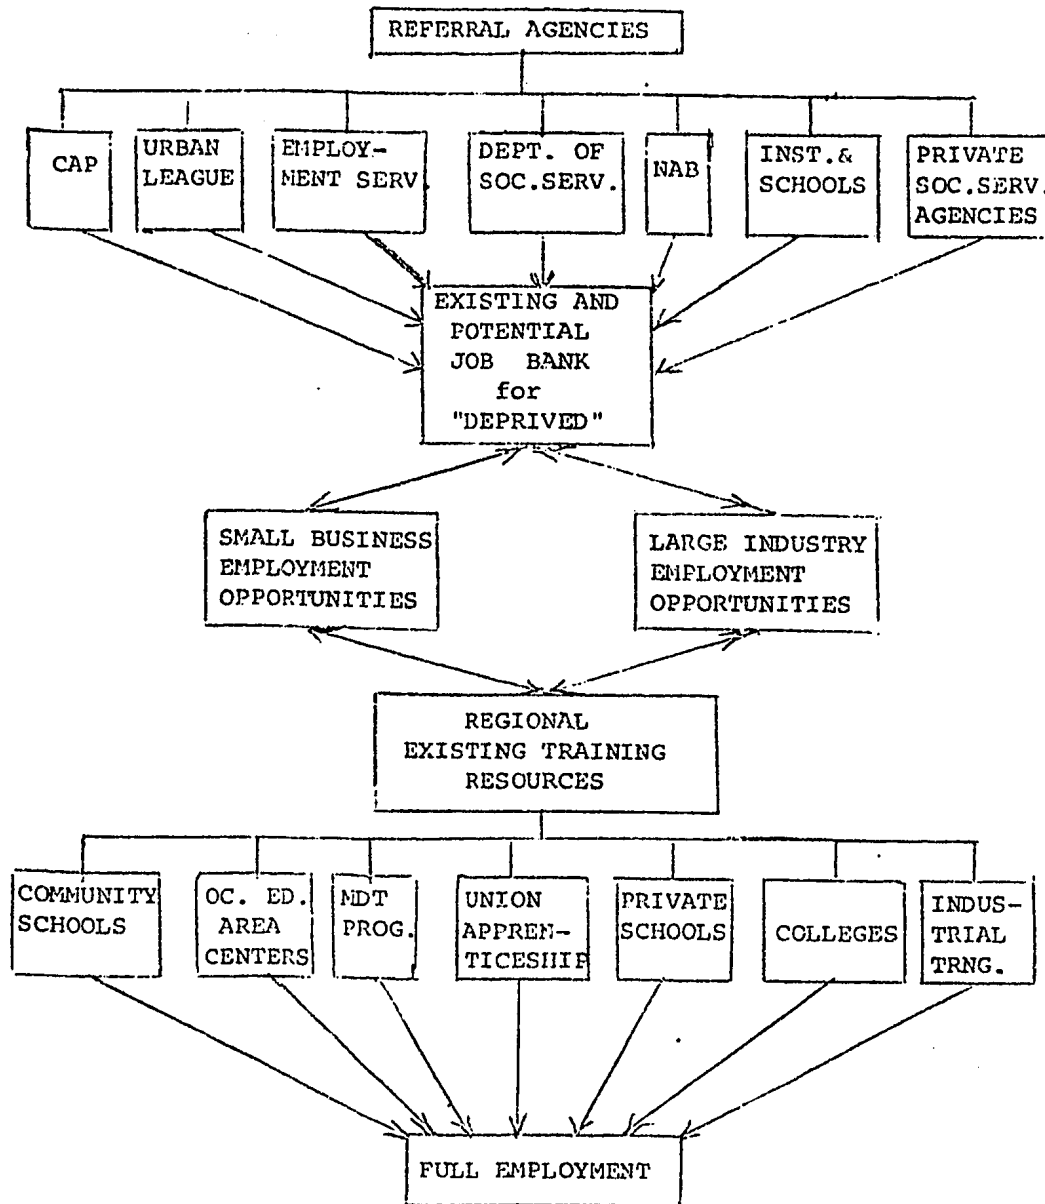 REFERRAL AGENCIES
CAP
URBAN
LEAGUE
EMPLOY-
MENT SERV.
DEPT. OF
SOC.SERV.
NAB
INST.&
SCHOOLS
PRIVATE
SOC.SERV.
AGENCIES
EXISTING AND
POTENTIAL
JOB BANK
for
"DEPRIVED"
SMALL BUSINESS
EMPLOYMENT
OPPORTUNITIES
LARGE INDUSTRY
EMPLOYMENT
OPPORTUNITIES
REGIONAL
EXISTING TRAINING
RESOURCES
COMMUNITY
SCHOOLS
OC. ED.
AREA
CENTERS
MDT
PROG.
UNION
APPREN-
TICESHIP
PRIVATE
SCHOOLS
COLLEGES
INDUS-
TRIAL
TRNG.
FULL EMPLOYMENT